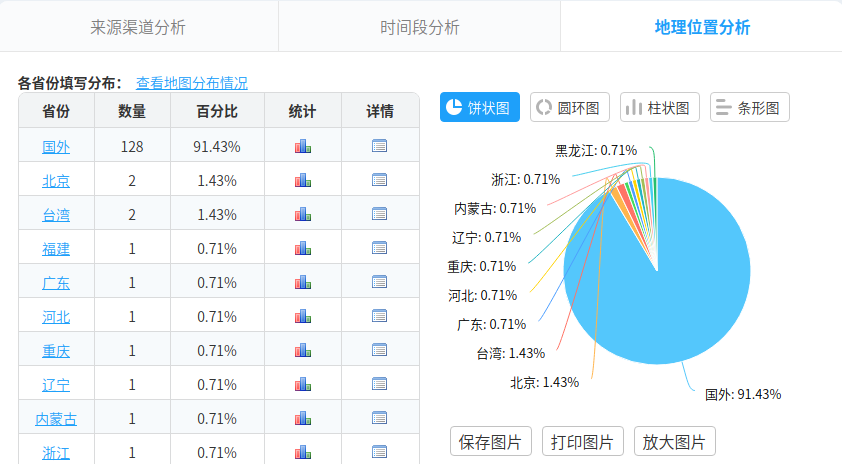 来源渠道分析 时间段分析 地理位置分析
各省份填写分布: 查看地图分布情况
省份 数量 百分比 统计 详情
国外 128 91.43%
北京 2 1.43%
台湾 2 1.43%
福建 1 0.71%
广东 1 0.71%
河北 1 0.71%
重庆 1 0.71%
辽宁 1 0.71%
内蒙古 1 0.71%
浙江 1 0.71%
饼状图 圆环图 柱状图 条形图
黑龙江: 0.71%
浙江: 0.71%
内蒙古: 0.71%
辽宁: 0.71%
重庆: 0.71%
河北: 0.71%
广东: 0.71%
台湾: 1.43%
北京: 1.43%
国外: 91.43%
保存图片 打印图片 放大图片